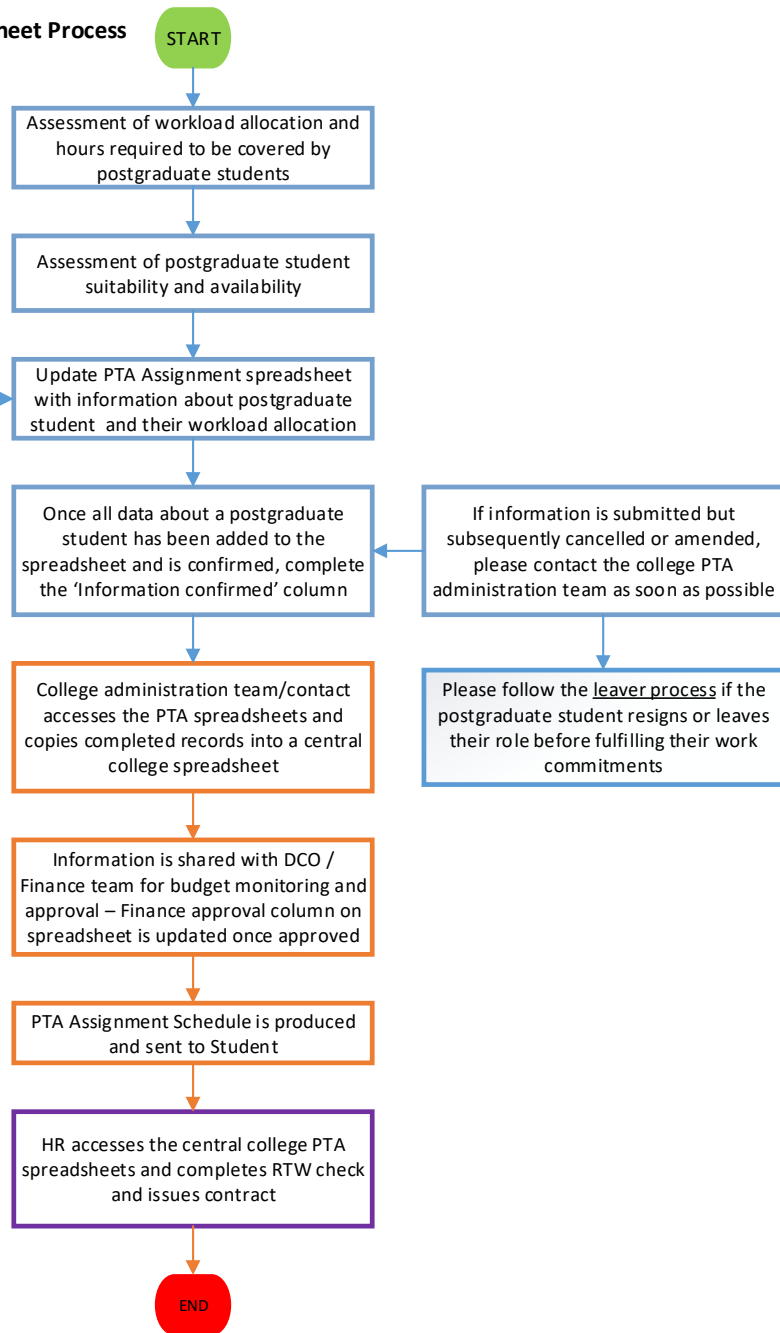 Process
START
Assessment of workload allocation and
hours required to be covered by
postgraduate students
Assessment of postgraduate student
suitability and availability
Update PTA Assignment spreadsheet
with information about postgraduate
student and their workload allocation
Once all data about a postgraduate
student has been added to the
spreadsheet and is confirmed, complete
the ‘Information confirmed’ column
If information is submitted but
subsequently cancelled or amended,
please contact the college PTA
administration team as soon as possible
College administration team/contact
accesses the PTA spreadsheets and
copies completed records into a central
college spreadsheet
Please follow the leaver process if the
postgraduate student resigns or leaves
their role before fulfilling their work
commitments
Information is shared with DCO /
Finance team for budget monitoring and
approval – Finance approval column on
spreadsheet is updated once approved
PTA Assignment Schedule is produced
and sent to Student
HR accesses the central college PTA
spreadsheets and completes RTW check
and issues contract
END